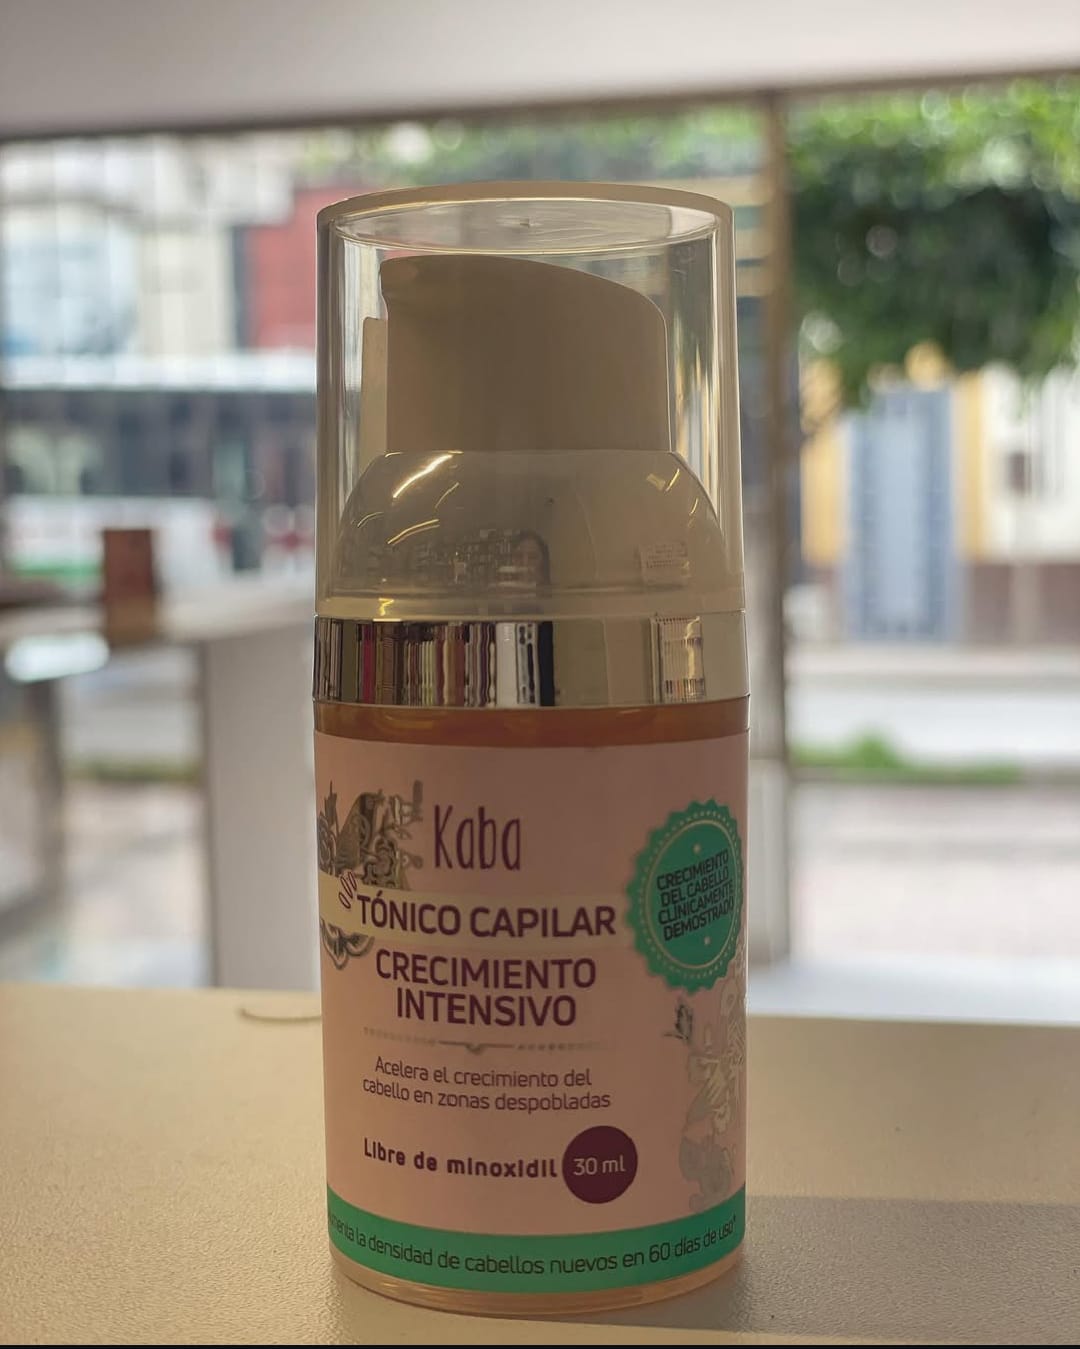 Kaba
TÓNICO CAPILAR
CRECIMIENTO
INTENSIVO
Acelera el crecimiento del
cabello en zonas despobladas
Libre de minoxidil 30 ml
CRECIMIENTO
DEL CABELLO
CLÍNICAMENTE
DEMOSTRADO
la densidad de cabellos nuevos en 60 días de uso*